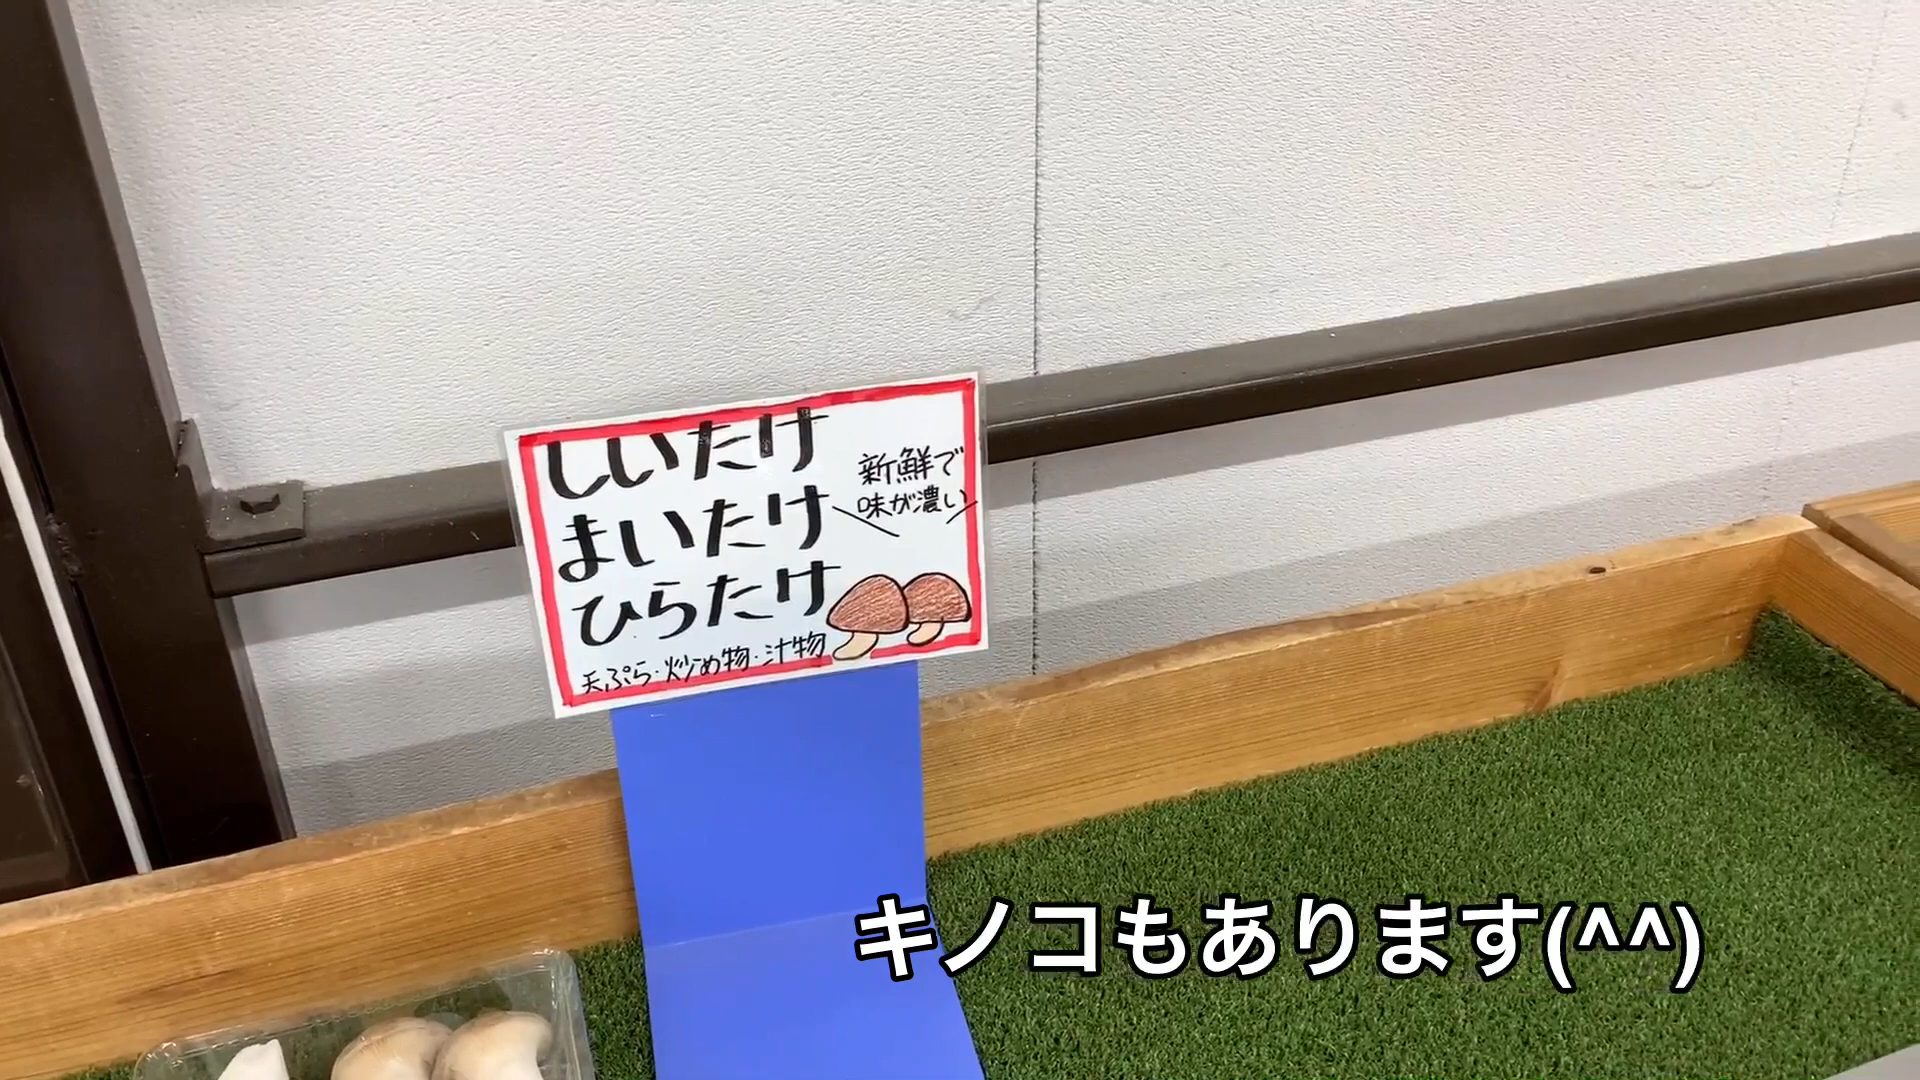 しいたけ
まいたけ
ひらたけ
新鮮で
味が濃い
天ぷら・炒め物・汁物
キノコもあります(^^)